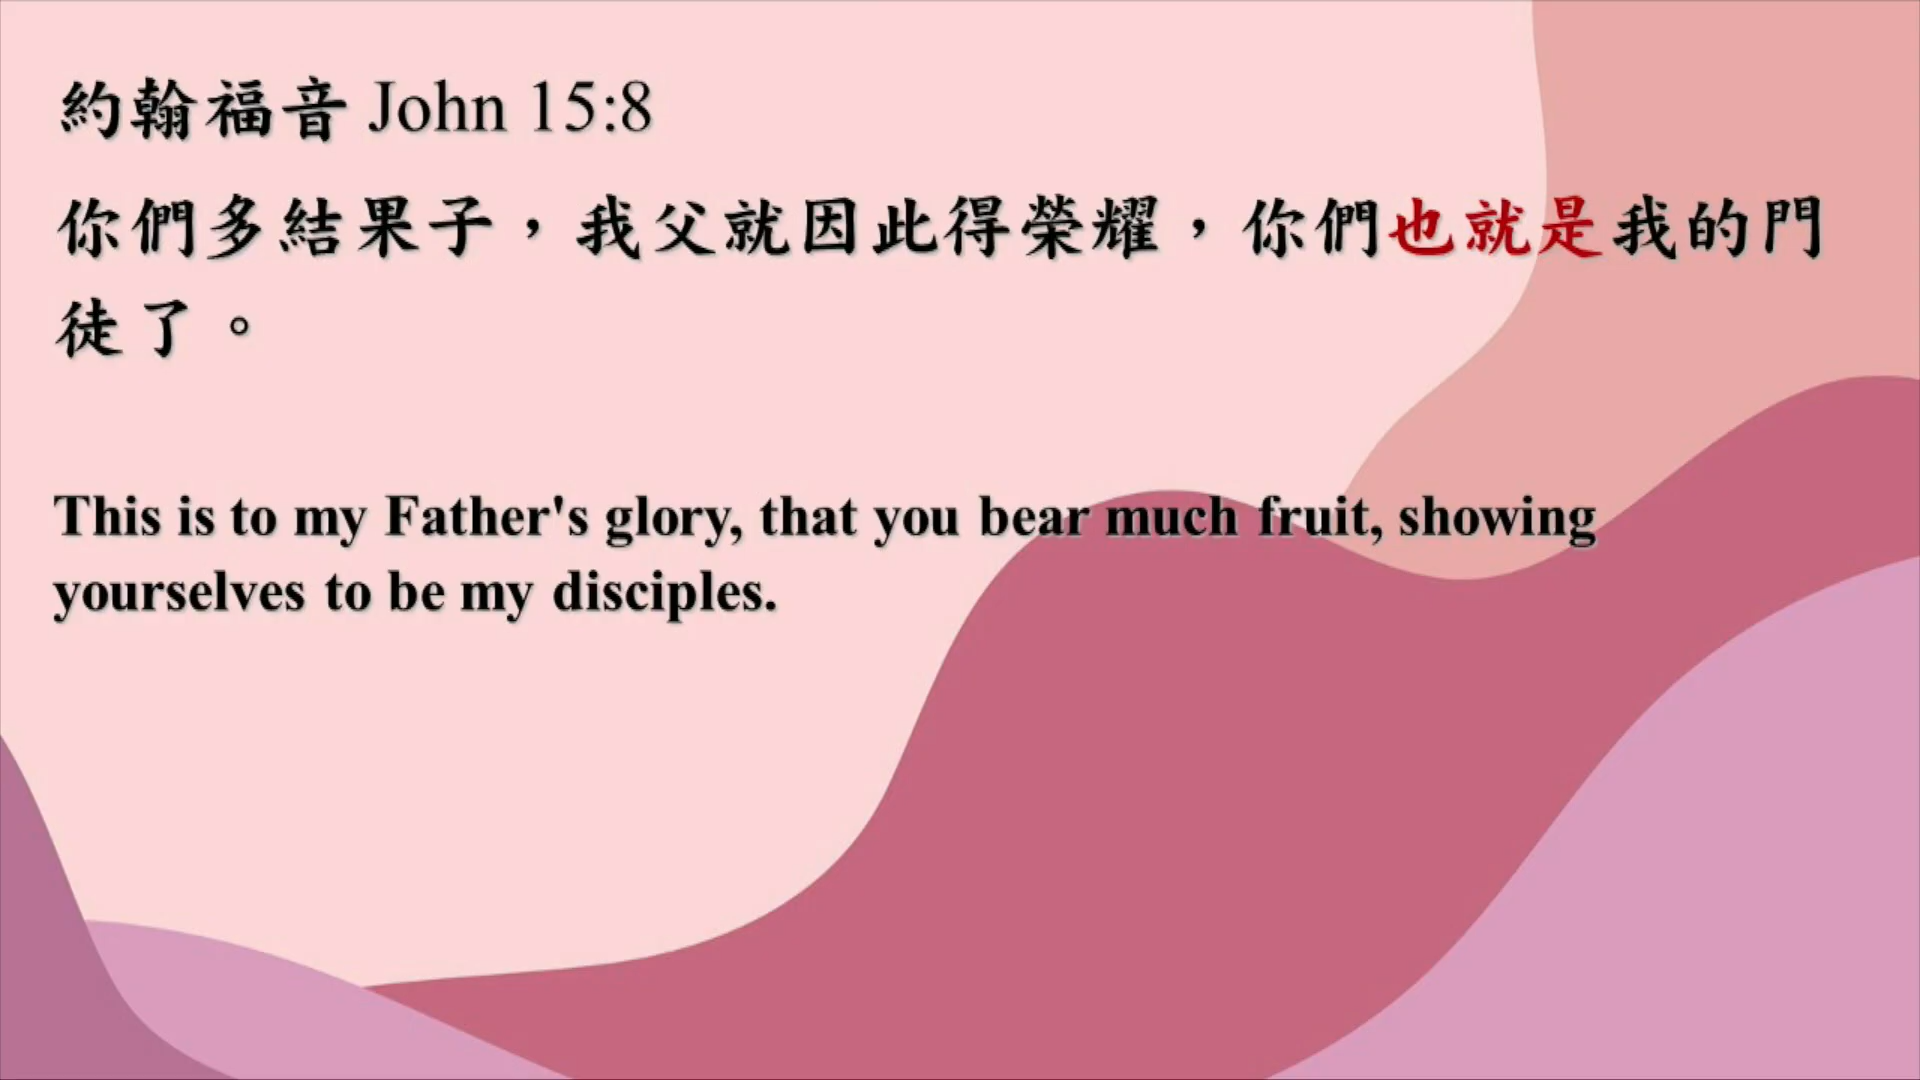 約翰福音 John 15:8
你們多結果子，我父就因此得榮耀，你們也就是我的門
徒了。
This is to my Father's glory, that you bear much fruit, showing
yourselves to be my disciples.